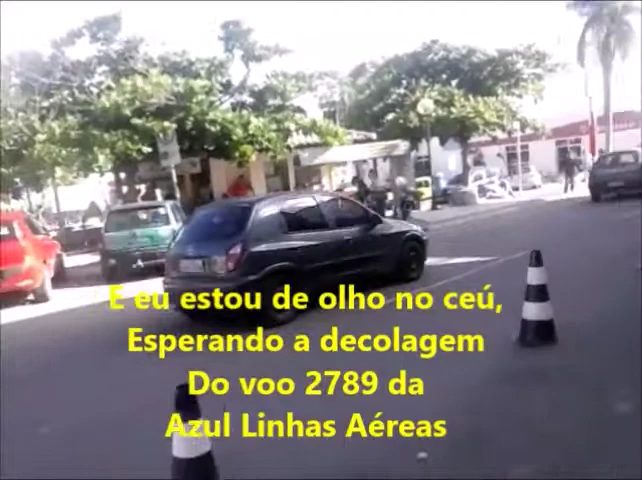 E eu estou de olho no ceú,
Esperando a decolagem
Do voo 2789 da
Azul Linhas Aéreas